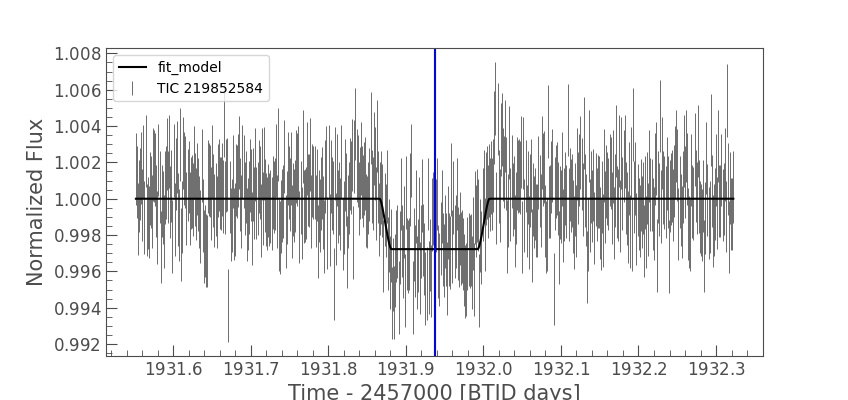 1.008
1.006
1.004
1.002
1.000
0.998
0.996
0.994
0.992
Normalized Flux
fit_model
TIC 219852584
1931.6 1931.7 1931.8 1931.9 1932.0 1932.1 1932.2 1932.3
Time - 2457000 [BTJD days]